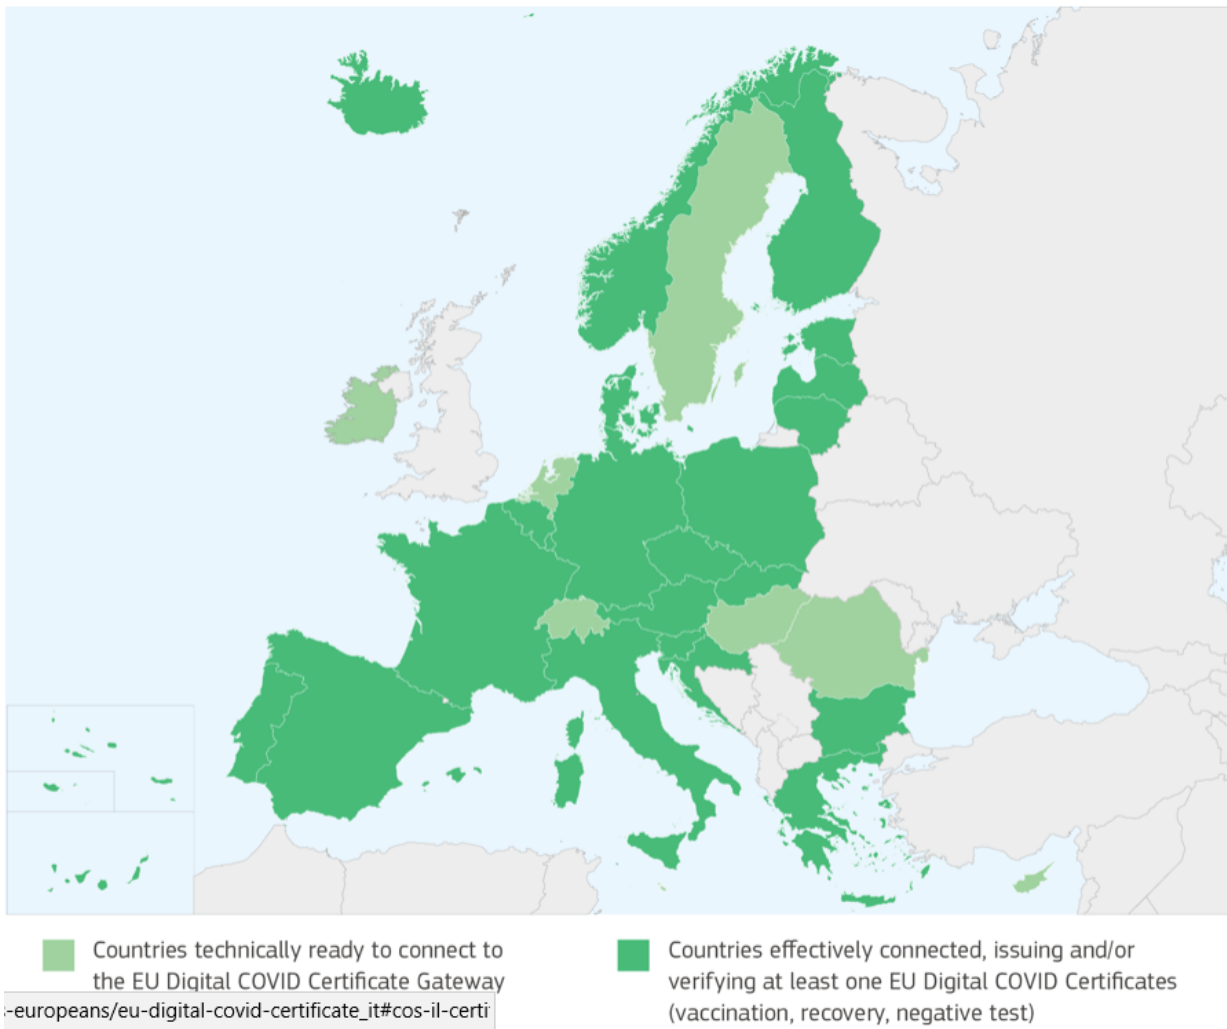 Countries technically ready to connect to
the EU Digital COVID Certificate Gateway
Countries effectively connected, issuing and/or
verifying at least one EU Digital COVID Certificates
(vaccination, recovery, negative test)
-europeans/eu-digital-covid-certificate_it#cos-il-certi